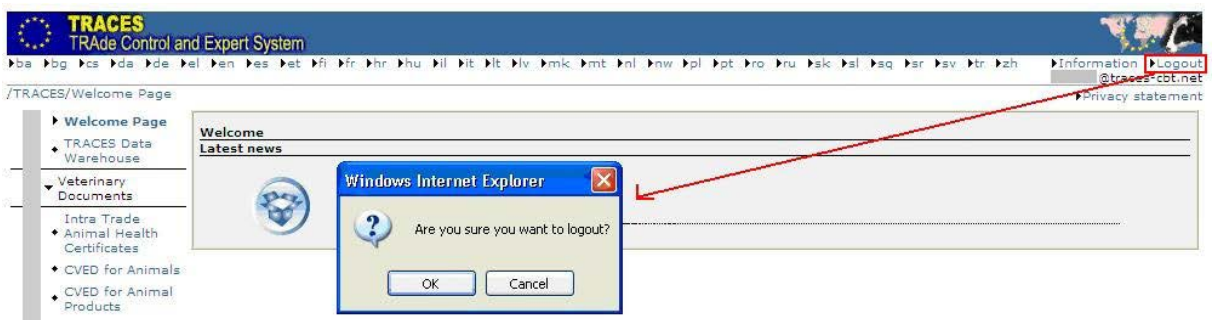 TRACES
TRAde Control and Expert System
ba bg cs da de el en es et fi fr hr hu il it lt lv mk mt nl nw pl pt ro ru sk sl sq sr sv tr zh Information Logout
@traces-cbt.net
/TRACES/Welcome Page
Privacy statement
Welcome Page
TRACES Data
Warehouse
Veterinary
Documents
Intra Trade
Animal Health
Certificates
CVED for Animals
CVED for Animal
Products
Welcome
Latest news
Windows Internet Explorer
Are you sure you want to logout?
OK Cancel